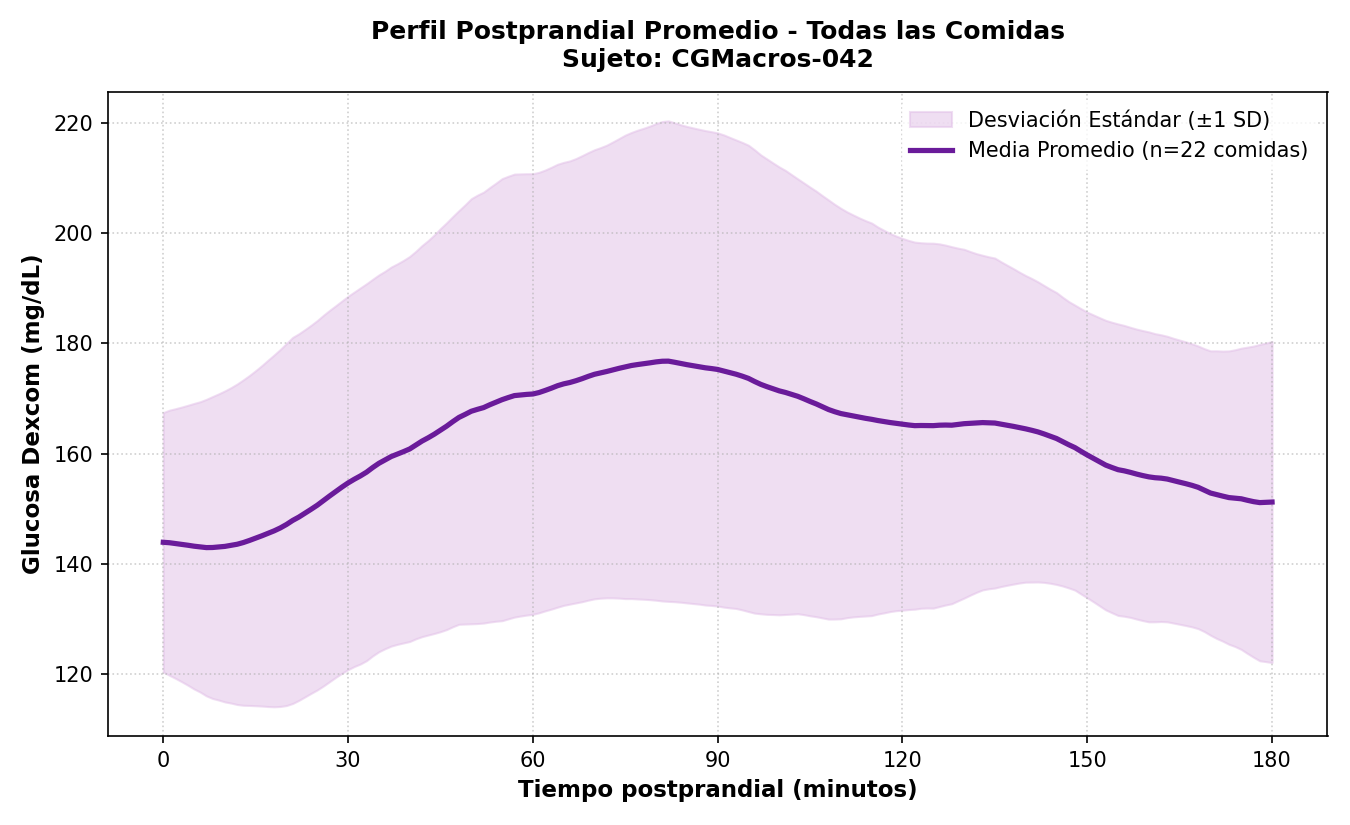 Perfil Postprandial Promedio - Todas las Comidas
Sujeto: CGMacros-042
Desviación Estándar (±1 SD)
Media Promedio (n=22 comidas)
Glucosa Dexcom (mg/dL)
220
200
180
160
140
120
0 30 60 90 120 150 180
Tiempo postprandial (minutos)